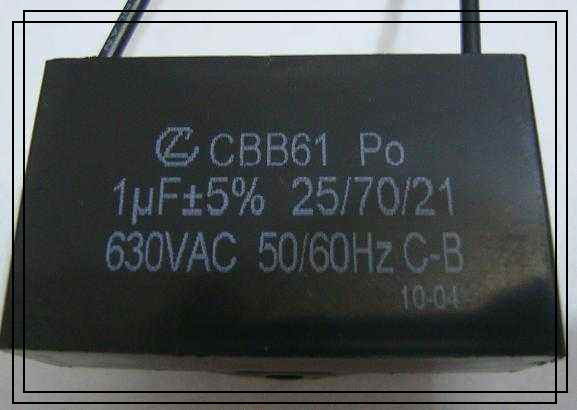 CBB61 Po
1µF±5% 25/70/21
630VAC 50/60Hz C-B
10-04